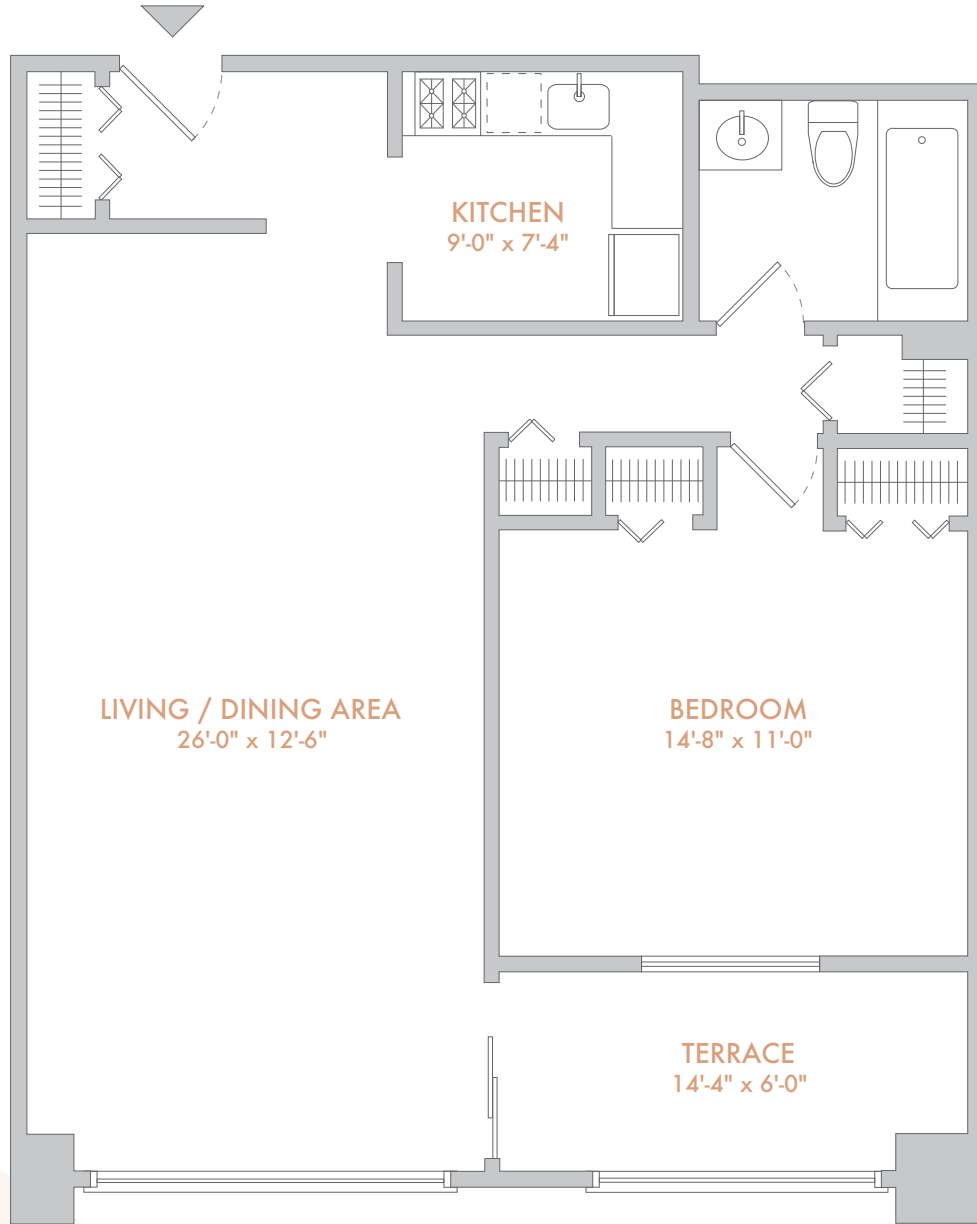 KITCHEN
9'-0" x 7'-4"
LIVING / DINING AREA
26'-0" x 12'-6"
BEDROOM
14'-8" x 11'-0"
TERRACE
14'-4" x 6'-0"